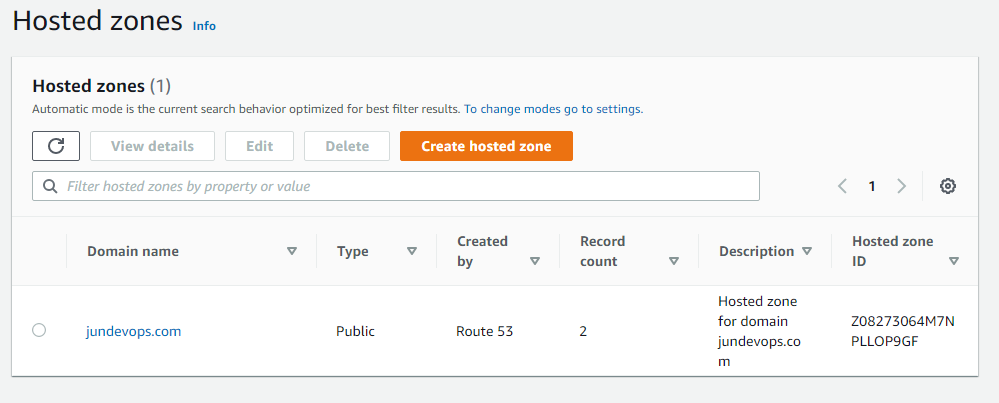 Hosted zones Info
Hosted zones (1)
Automatic mode is the current search behavior optimized for best filter results. To change modes go to settings.
View details Edit Delete Create hosted zone
Filter hosted zones by property or value 1
Domain name Type Created by Record count Description Hosted zone ID
jundevops.com Public Route 53 2 Hosted zone for domain jundevops.co m Z08273064M7N PLLOP9GF